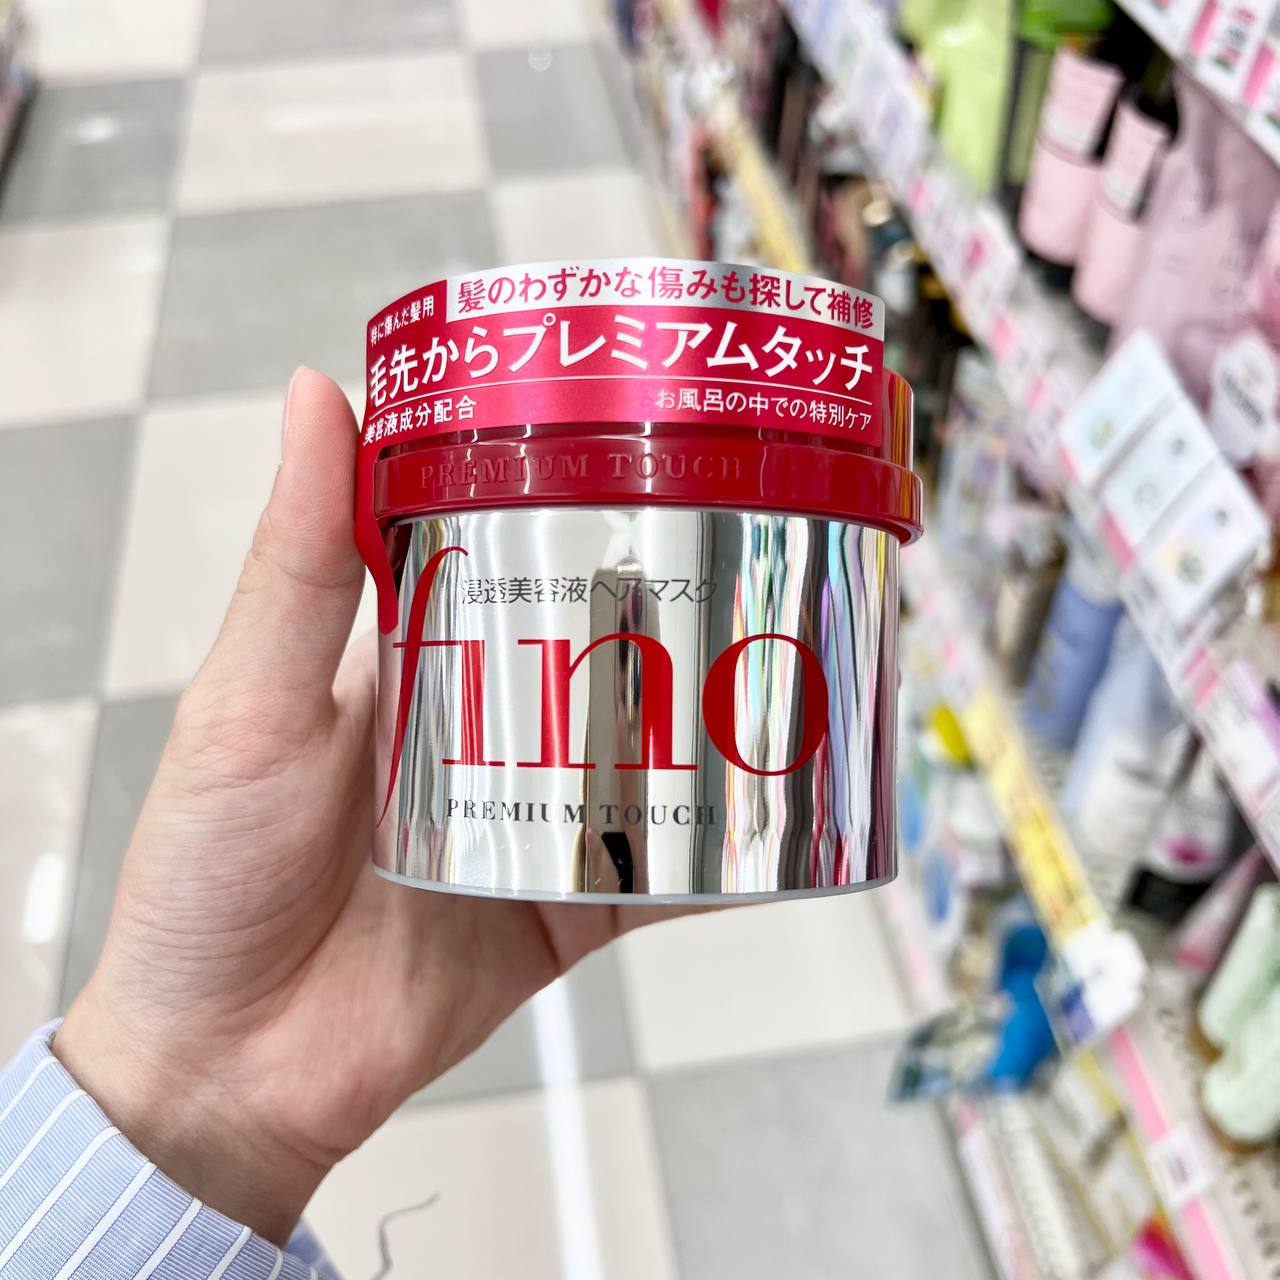 特に傷んだ髪用
髪のわずかな傷みも探して補修
毛先からプレミアムタッチ
美容液成分配合
お風呂の中での特別ケア
PREMIUM TOUCH
浸透美容液ヘアマスク
fino
PREMIUM TOUCH